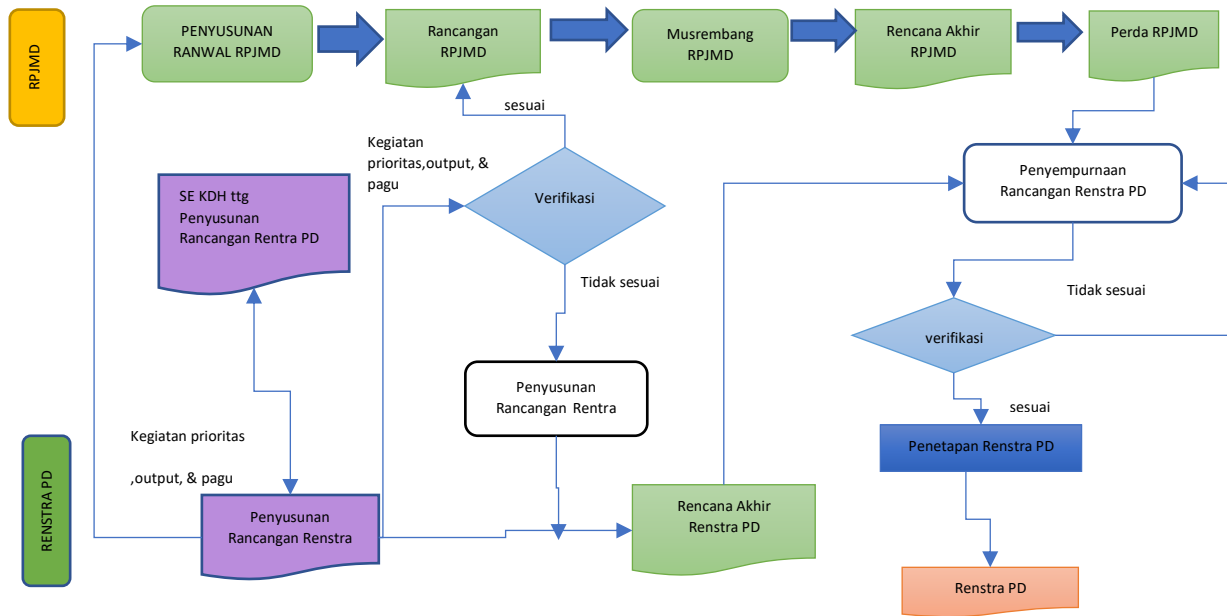 RPJMD
PENYUSUNAN
RANWAL RPJMD
Rancangan
RPJMD
Musrembang
RPJMD
Rencana Akhir
RPJMD
Perda RPJMD
sesuai
Kegiatan
prioritas,output, &
pagu
Verifikasi
SE KDH ttg
Penyusunan
Rancangan Rentra PD
Penyempurnaan
Rancangan Renstra PD
Tidak sesuai
Tidak sesuai
verifikasi
Penyusunan
Rancangan Rentra
sesuai
Penetapan Renstra PD
RENSTRA PD
Kegiatan prioritas
,output, & pagu
Penyusunan
Rancangan Renstra
Rencana Akhir
Renstra PD
Renstra PD